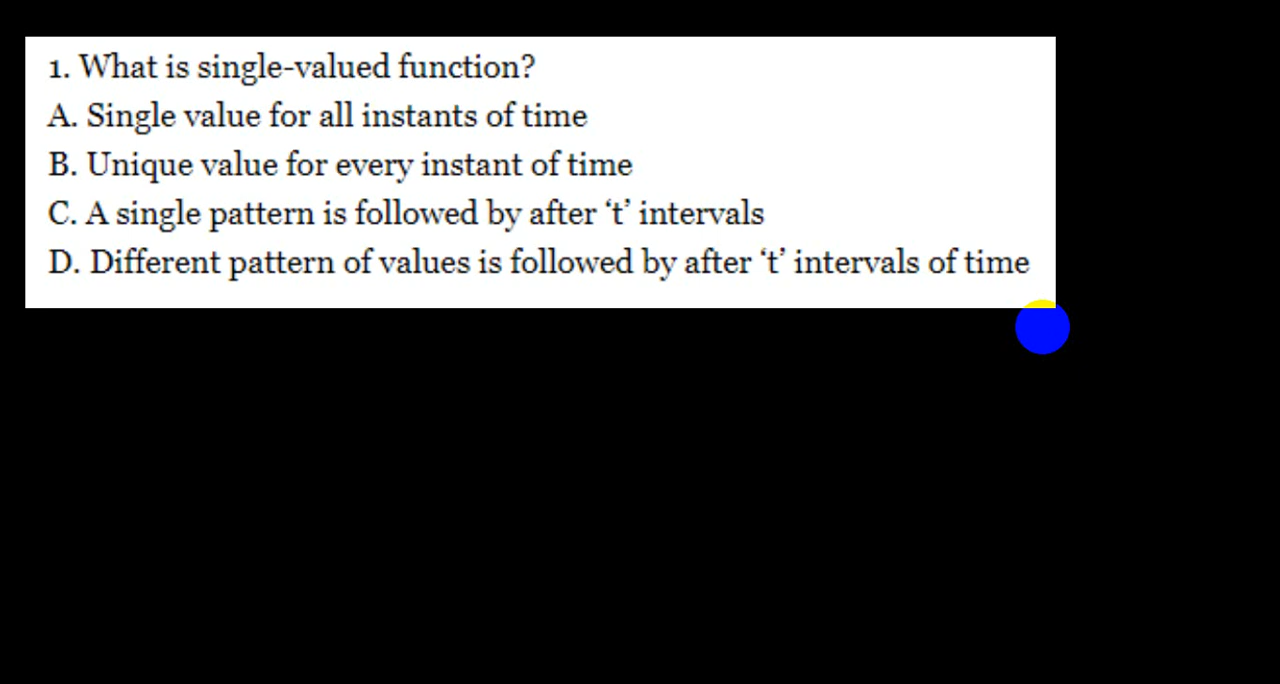 1. What is single-valued function?
A. Single value for all instants of time
B. Unique value for every instant of time
C. A single pattern is followed by after ‘t’ intervals
D. Different pattern of values is followed by after ‘t’ intervals of time